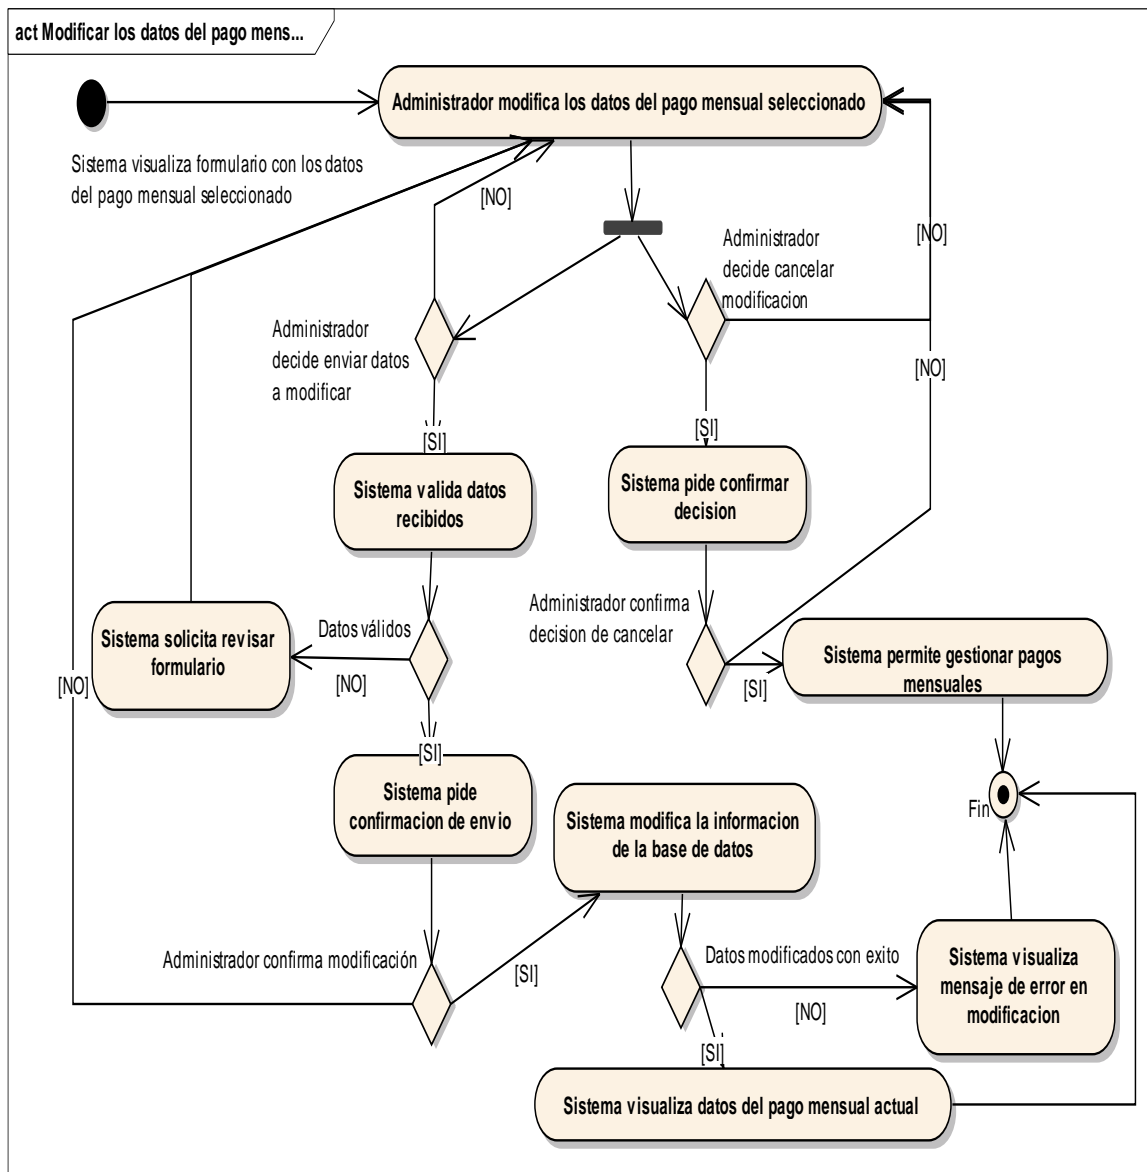 act Modificar los datos del pago mens...
Administrador modifica los datos del pago mensual seleccionado
Sistema visualiza formulario con los datos
del pago mensual seleccionado
[NO]
Administrador
decide cancelar
modificacion
[NO]
Administrador
decide enviar datos
a modificar
[NO]
[SI]
[SI]
Sistema valida datos
recibidos
Sistema pide confirmar
decision
Administrador confirma
decision de cancelar
Datos válidos
Sistema solicita revisar
formulario
[NO]
[NO]
[SI]
Sistema permite gestionar pagos
mensuales
[SI]
Sistema pide
confirmacion de envio
Sistema modifica la informacion
de la base de datos
Fin
Administrador confirma modificación
[SI]
Datos modificados con exito
[NO]
Sistema visualiza
mensaje de error en
modificacion
[SI]
Sistema visualiza datos del pago mensual actual